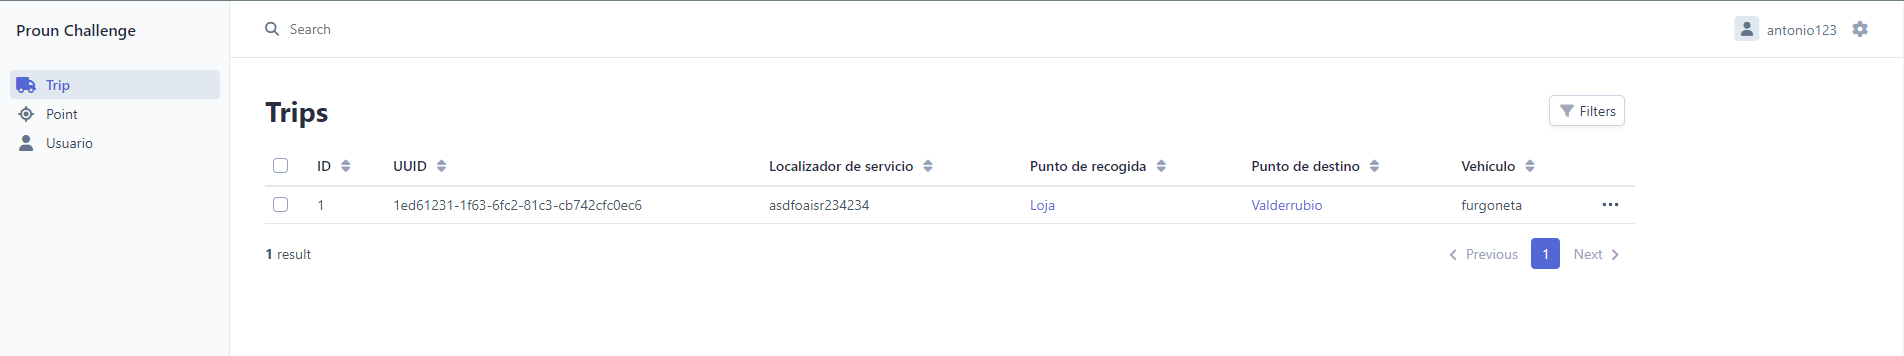 Proun Challenge
Search
antonio123
Trip
Point
Usuario
Trips
Filters
ID UUID Localizador de servicio Punto de recogida Punto de destino Vehículo
1 1ed61231-1f63-6fc2-81c3-cb742cfc0ec6 asdfoaisr234234 Loja Valderrubio furgoneta
1 result
Previous 1 Next